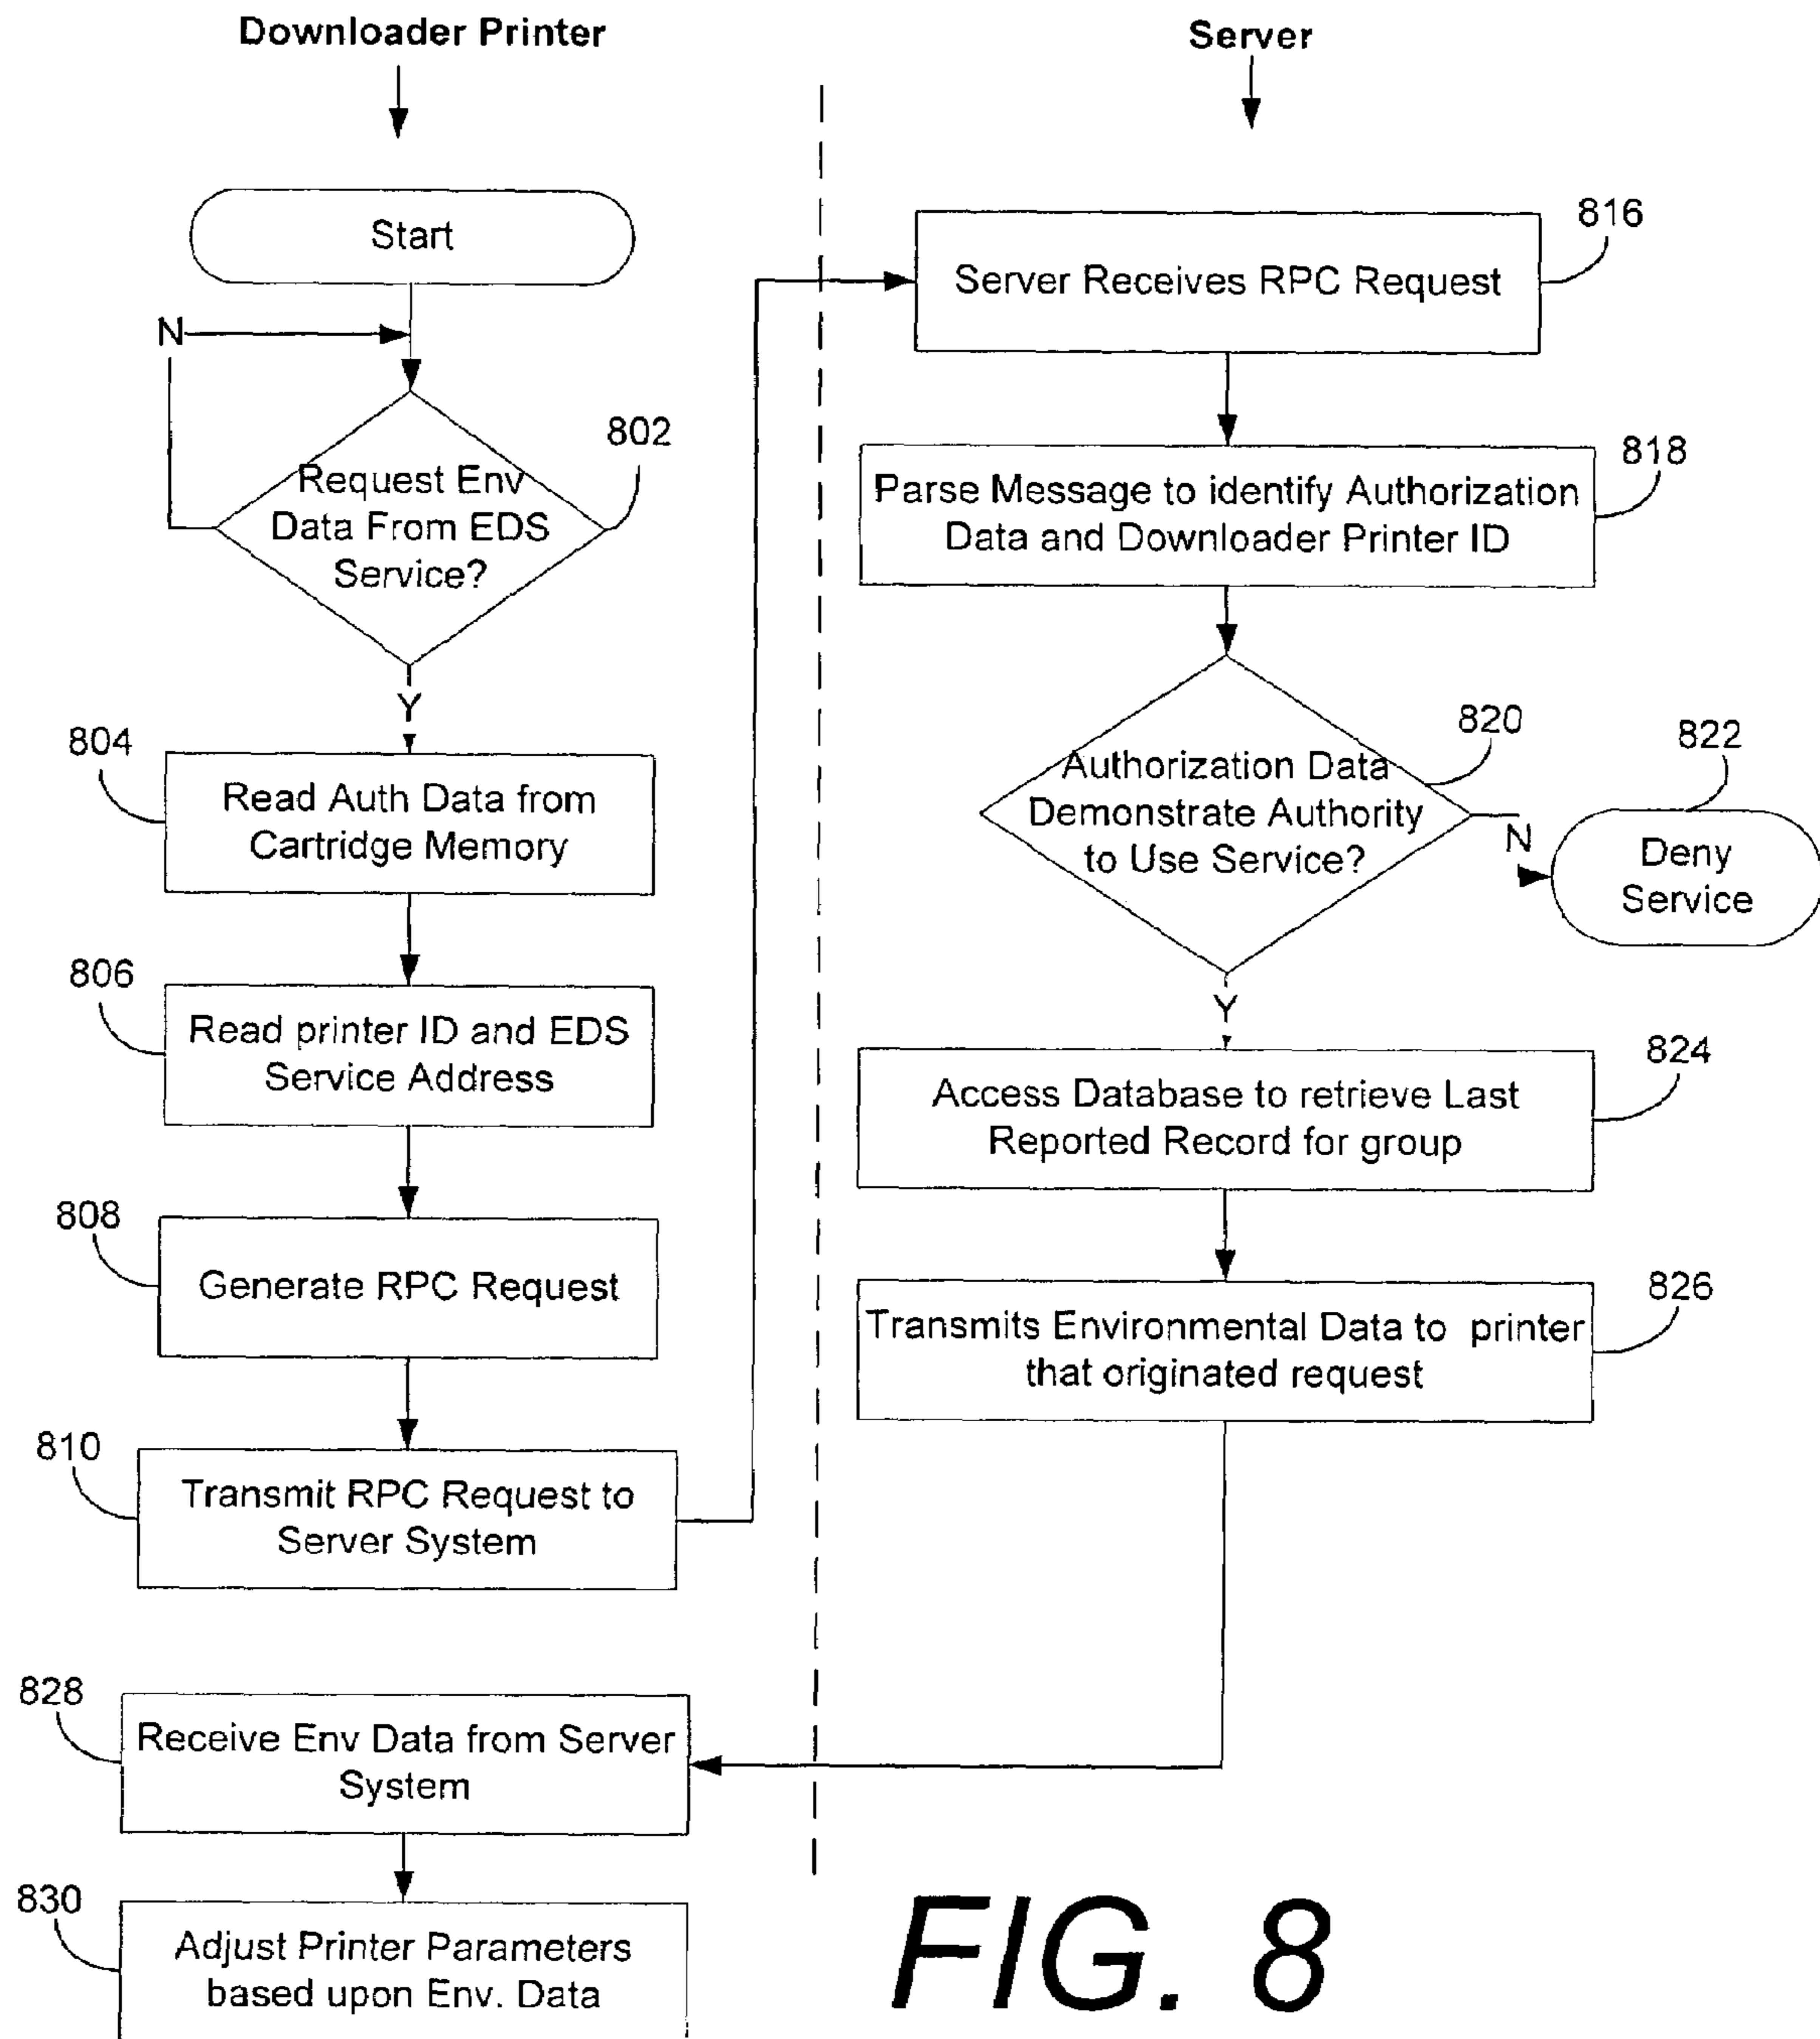 Downloader Printer
Start
N
802
Request Env
Data From EDS
Service?
Y
804
Read Auth Data from
Cartridge Memory
806
Read printer ID and EDS
Service Address
808
Generate RPC Request
810
Transmit RPC Request to
Server System
828
Receive Env Data from Server
System
830
Adjust Printer Parameters
based upon Env. Data
Server
816
Server Receives RPC Request
818
Parse Message to identify Authorization
Data and Downloader Printer ID
820
Authorization Data
Demonstrate Authority
to Use Service?
N
822
Deny
Service
Y
824
Access Database to retrieve Last
Reported Record for group
826
Transmits Environmental Data to printer
that originated request
FIG. 8